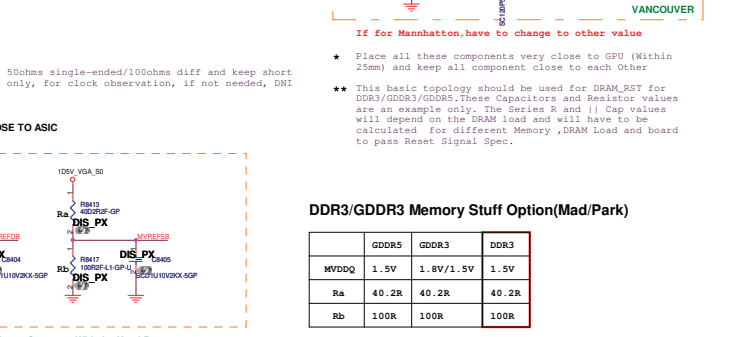 SC120P5
VANCOUVER
If for Mannhatton,have to change to other value
* Place all these components very close to GPU (Within
25mm) and keep all component close to each Other
** This basic topology should be used for DRAM_RST for
DDR3/GDDR3/GDDR5.These Capacitors and Resistor values
are an example only. The Series R and || Cap values
will depend on the DRAM load and will have to be
calculated for different Memory ,DRAM Load and board
to pass Reset Signal Spec.
50ohms single-ended/100ohms diff and keep short
only, for clock observation, if not needed, DNI
OSE TO ASIC
1D5V_VGA_S0
1
Ra
R8413
40D2R2F-GP
DIS_PX
2
REFDB
MVREFSB
C8404
1U10V2KX-5GP
1
Rb
R8417
100R2F-L1-GP-U
DIS_PX
2
DIS_PX
C8405
SCD1U10V2KX-5GP
DDR3/GDDR3 Memory Stuff Option(Mad/Park)
GDDR5 GDDR3 DDR3
MVDDQ 1.5V 1.8V/1.5V 1.5V
Ra 40.2R 40.2R 40.2R
Rb 100R 100R 100R